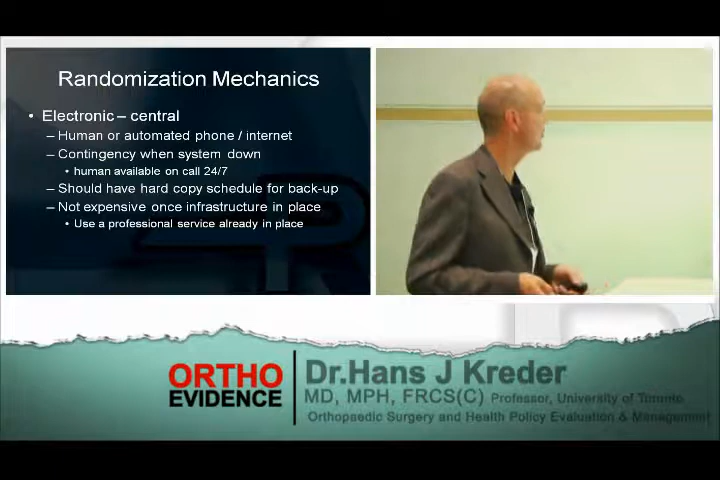 Randomization Mechanics
• Electronic – central
– Human or automated phone / internet
– Contingency when system down
• human available on call 24/7
– Should have hard copy schedule for back-up
– Not expensive once infrastructure in place
• Use a professional service already in place
ORTHO
EVIDENCE
Dr.Hans J Kreder
MD, MPH, FRCS(C) Professor, University of Toronto
Orthopaedic Surgery and Health Policy Evaluation & Management